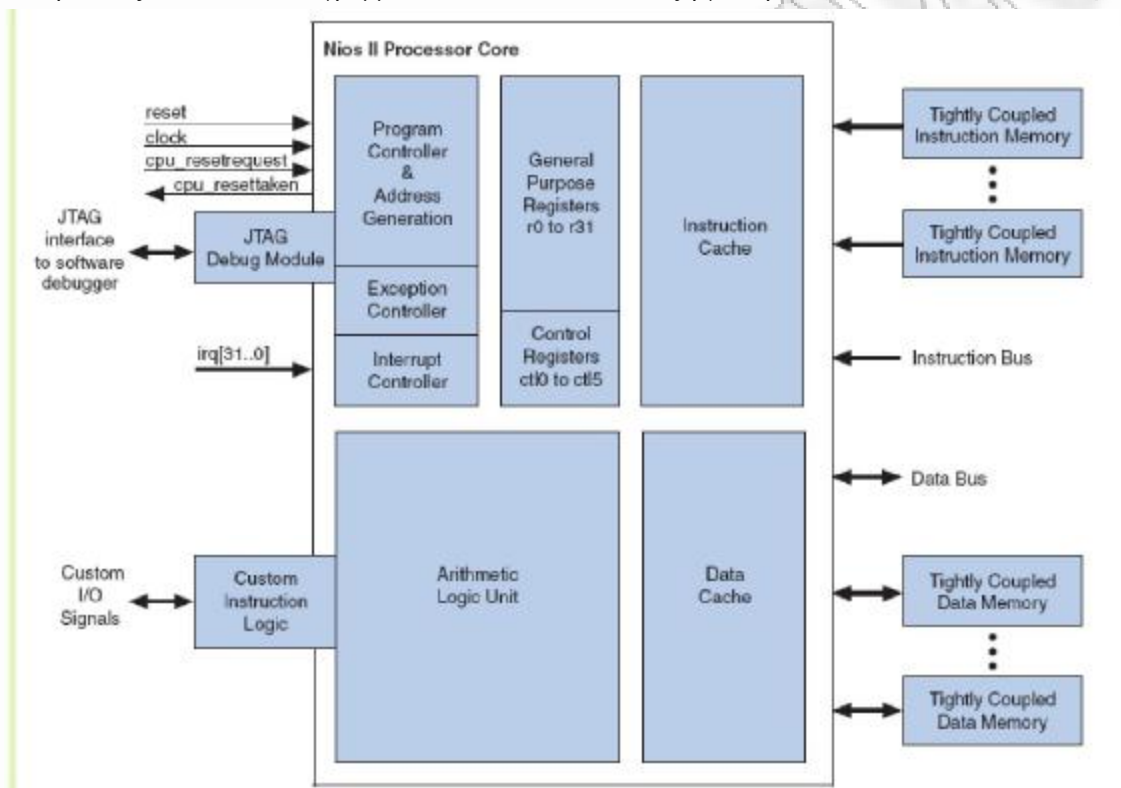 Nios II Processor Core
reset
clock
cpu_resetrequest
cpu_resettaken
JTAG
interface
to software
debugger
JTAG
Debug Module
irq[31..0]
Program
Controller
&
Address
Generation
Exception
Controller
Interrupt
Controller
General
Purpose
Registers
r0 to r31
Control
Registers
ctl0 to ctl5
Instruction
Cache
Tightly Coupled
Instruction Memory
Tightly Coupled
Instruction Memory
Instruction Bus
Data Bus
Custom
I/O
Signals
Custom
Instruction
Logic
Arithmetic
Logic Unit
Data
Cache
Tightly Coupled
Data Memory
Tightly Coupled
Data Memory